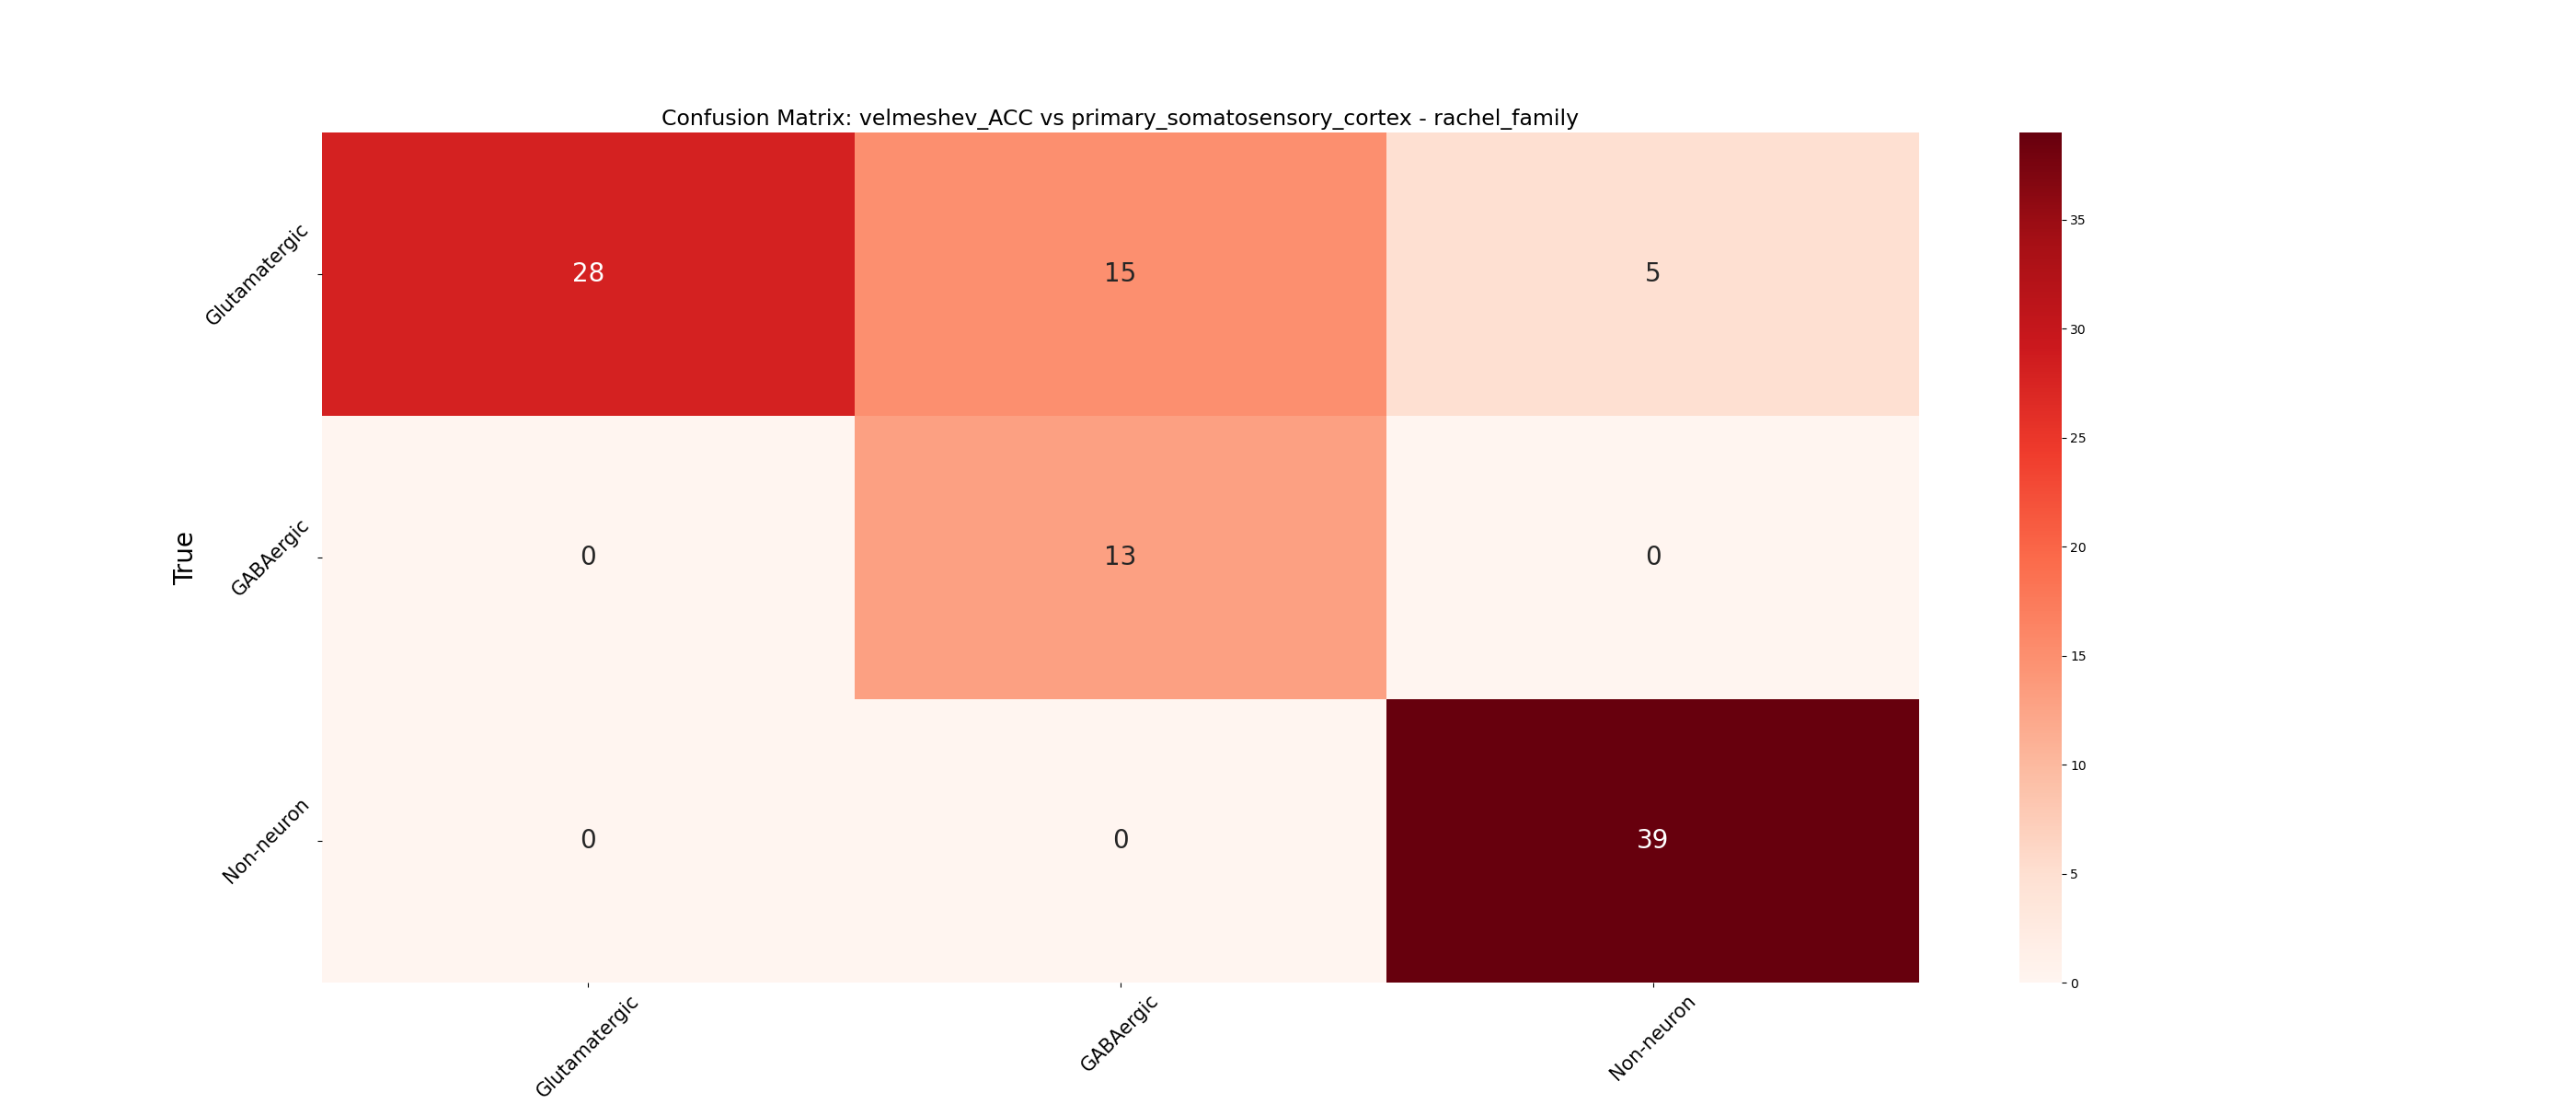 Confusion Matrix: velmeshev_ACC vs primary_somatosensory_cortex - rachel_family
True
Glutamatergic
28
15
5
GABAergic
0
13
0
Non-neuron
0
0
39
Glutamatergic
GABAergic
Non-neuron
35
30
25
20
15
10
5
0